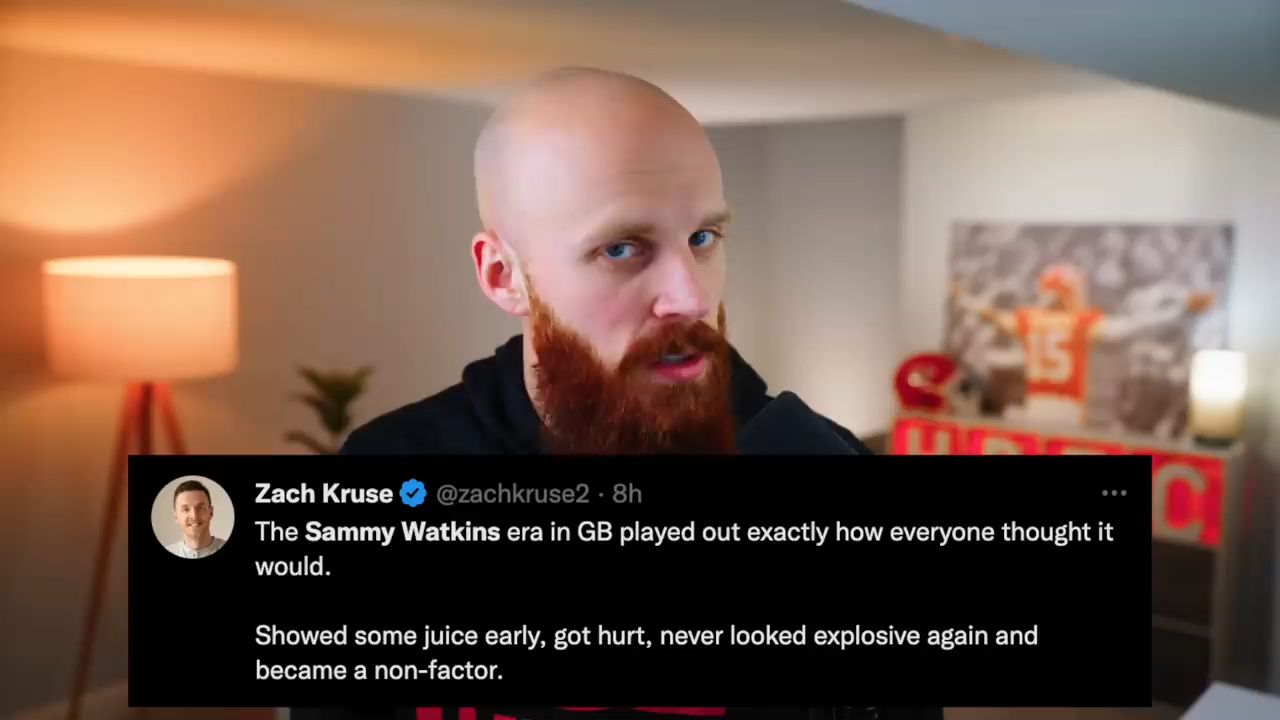 Zach Kruse @zachkruse2 · 8h
The Sammy Watkins era in GB played out exactly how everyone thought it
would.
Showed some juice early, got hurt, never looked explosive again and
became a non-factor.
15